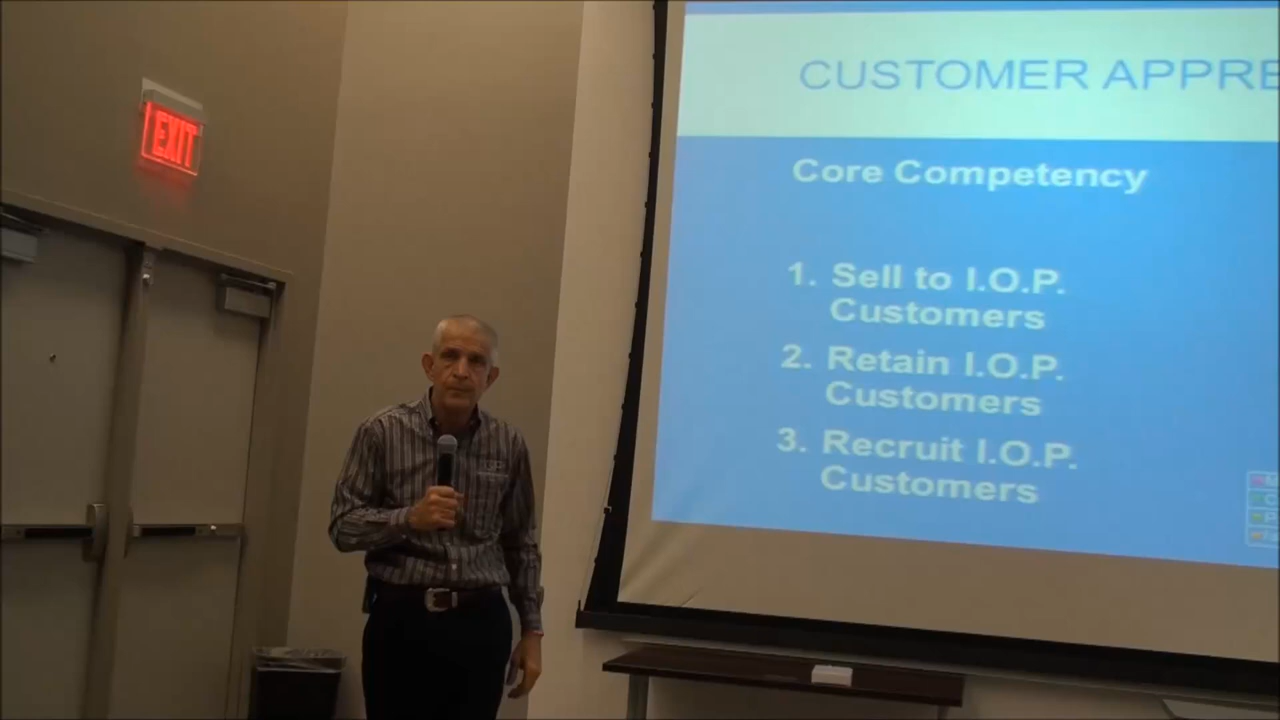 EXIT
CUSTOMER APPRE
Core Competency
1. Sell to I.O.P.
Customers
2. Retain I.O.P.
Customers
3. Recruit I.O.P.
Customers